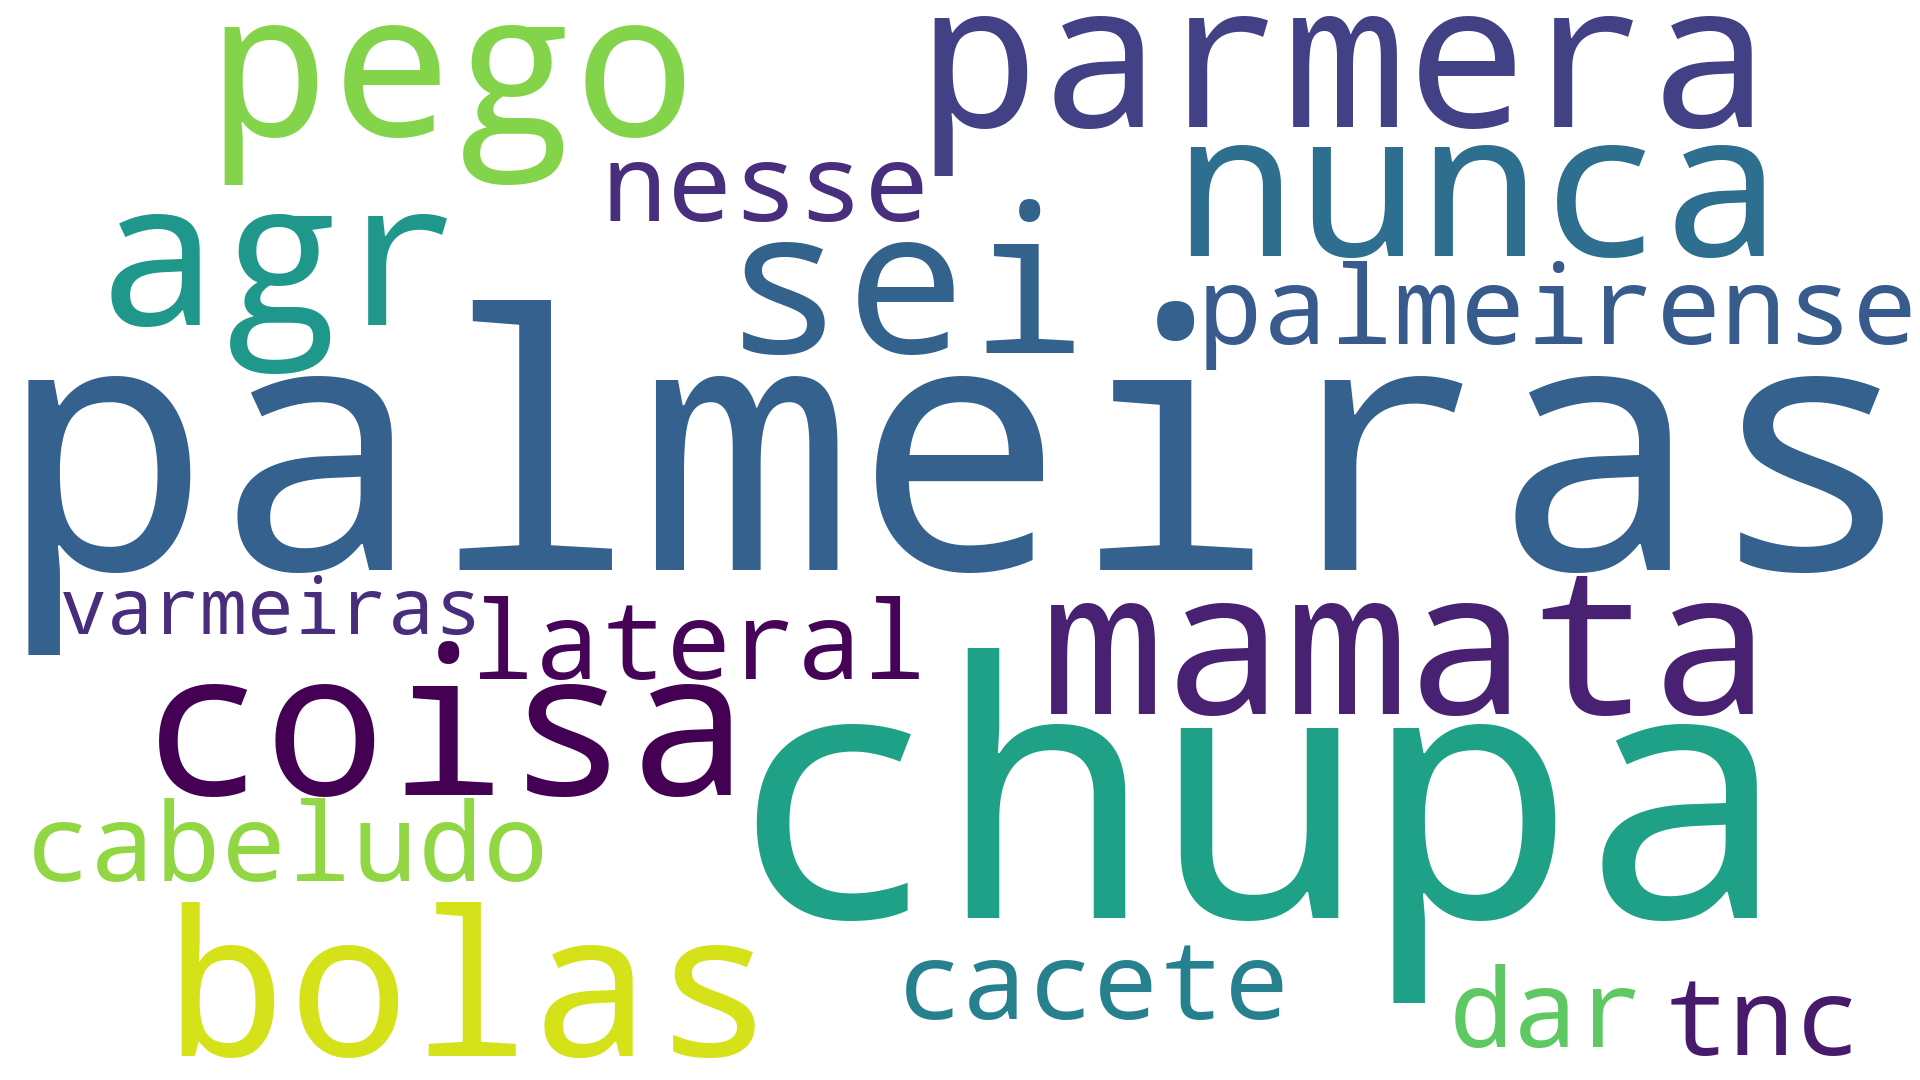 pego
parmera
nesse
nunca
agr
sei
palmeirense
palmeiras
varmeiras
lateral
mamata
coisa
chupa
cabeludo
bolas
cacete
dar
tnc